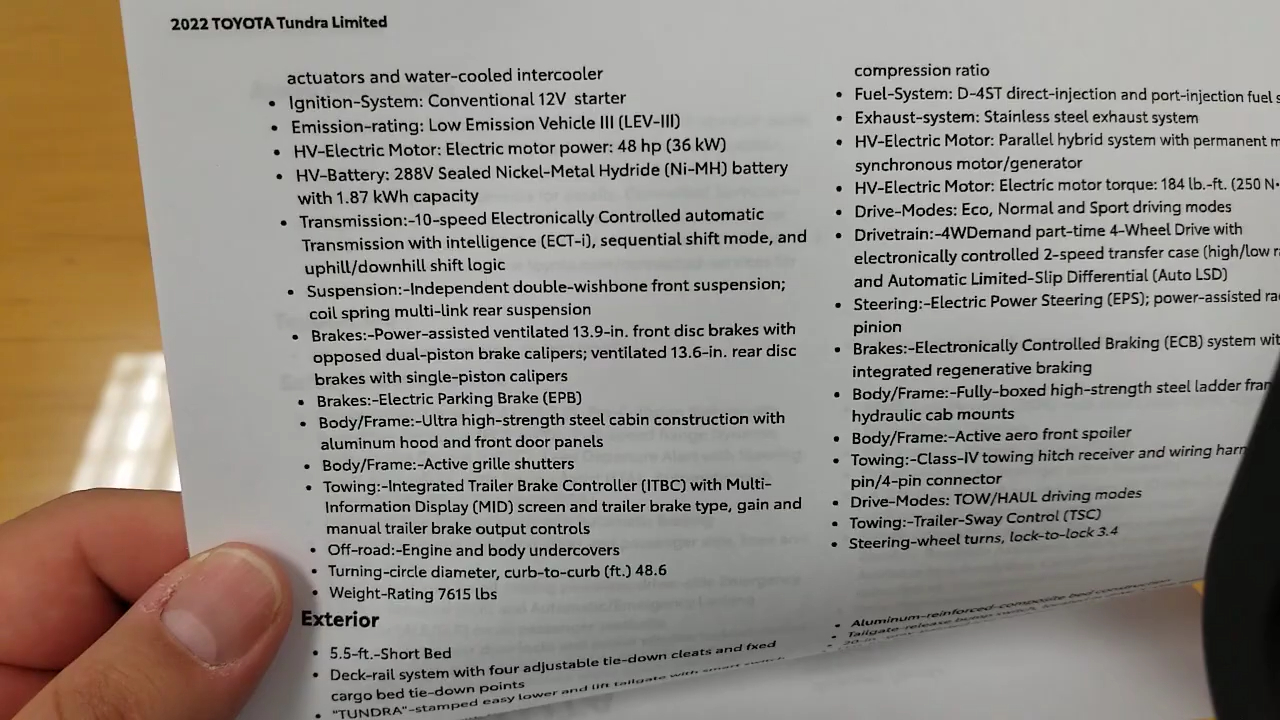 2022 TOYOTA Tundra Limited
actuators and water-cooled intercooler
• Ignition-System: Conventional 12V starter
• Emission-rating: Low Emission Vehicle III (LEV-III)
• HV-Electric Motor: Electric motor power: 48 hp (36 kW)
• HV-Battery: 288V Sealed Nickel-Metal Hydride (Ni-MH) battery
with 1.87 kWh capacity
• Transmission:-10-speed Electronically Controlled automatic
Transmission with intelligence (ECT-i), sequential shift mode, and
uphill/downhill shift logic
• Suspension:-Independent double-wishbone front suspension;
coil spring multi-link rear suspension
• Brakes:-Power-assisted ventilated 13.9-in. front disc brakes with
opposed dual-piston brake calipers; ventilated 13.6-in. rear disc
brakes with single-piston calipers
• Brakes:-Electric Parking Brake (EPB)
• Body/Frame:-Ultra high-strength steel cabin construction with
aluminum hood and front door panels
• Body/Frame:-Active grille shutters
• Towing:-Integrated Trailer Brake Controller (ITBC) with Multi-
Information Display (MID) screen and trailer brake type, gain and
manual trailer brake output controls
• Off-road:-Engine and body undercovers
• Turning-circle diameter, curb-to-curb (ft.) 48.6
• Weight-Rating 7615 lbs
compression ratio
• Fuel-System: D-4ST direct-injection and port-injection fuel s
• Exhaust-system: Stainless steel exhaust system
• HV-Electric Motor: Parallel hybrid system with permanent m
synchronous motor/generator
• HV-Electric Motor: Electric motor torque: 184 lb.-ft. (250 N·
• Drive-Modes: Eco, Normal and Sport driving modes
• Drivetrain:-4WDemand part-time 4-Wheel Drive with
electronically controlled 2-speed transfer case (high/low ra
and Automatic Limited-Slip Differential (Auto LSD)
• Steering:-Electric Power Steering (EPS); power-assisted ra
pinion
• Brakes:-Electronically Controlled Braking (ECB) system wit
integrated regenerative braking
• Body/Frame:-Fully-boxed high-strength steel ladder fram
hydraulic cab mounts
• Body/Frame:-Active aero front spoiler
• Towing:-Class-IV towing hitch receiver and wiring harn
pin/4-pin connector
• Drive-Modes: TOW/HAUL driving modes
• Towing:-Trailer-Sway Control (TSC)
• Steering-wheel turns, lock-to-lock 3.4
Exterior
• 5.5-ft.-Short Bed
• Deck-rail system with four adjustable tie-down cleats and fxed
cargo bed tie-down points
• "TUNDRA"-stamped easy lower and lift tailgate with smart switch
• Aluminum-reinforced-composite bed construction